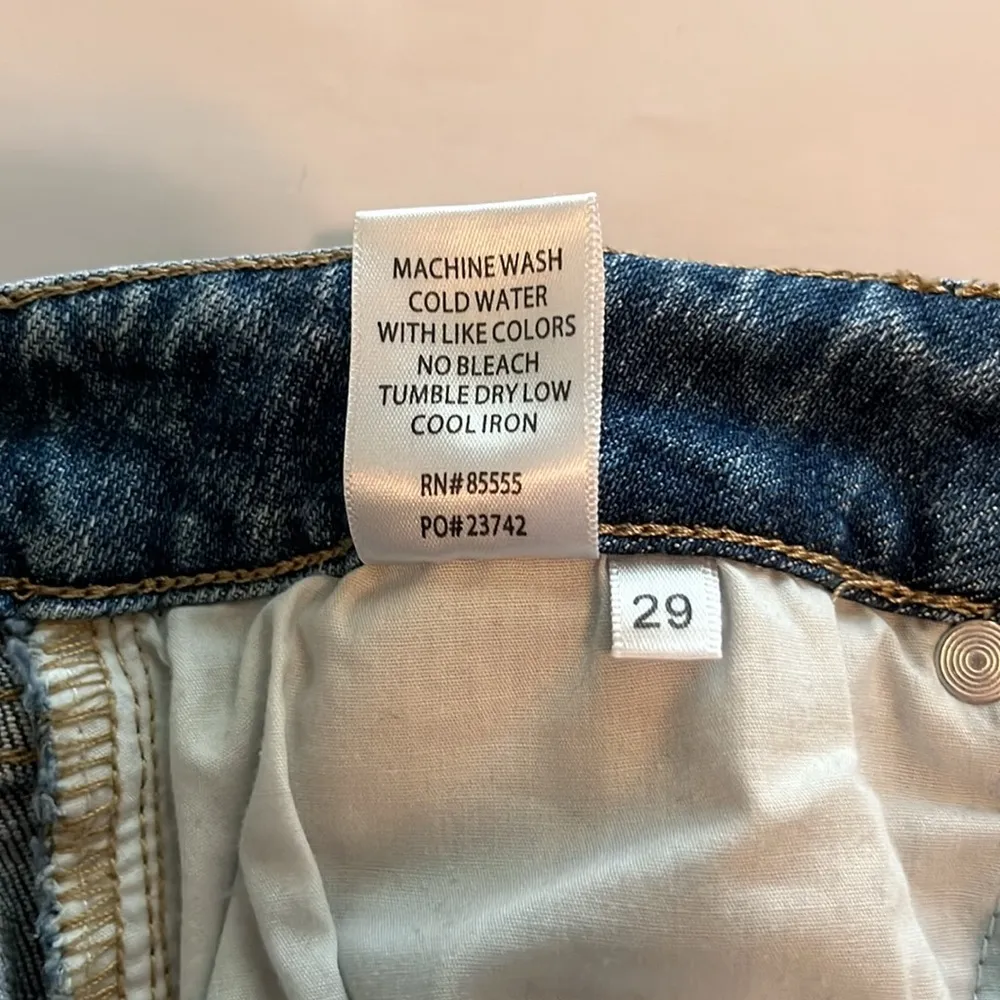 MACHINE WASH
COLD WATER
WITH LIKE COLORS
NO BLEACH
TUMBLE DRY LOW
COOL IRON
RN# 85555
PO# 23742
29